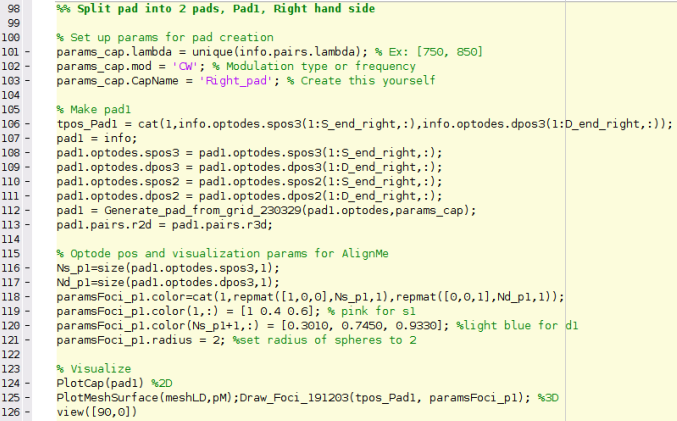 98 %% Split pad into 2 pads, Pad1, Right hand side
99
100 % Set up params for pad creation
101 - params_cap.lambda = unique(info.pairs.lambda); % Ex: [750, 850]
102 - params_cap.mod = 'CW'; % Modulation type or frequency
103 - params_cap.CapName = 'Right_pad'; % Create this yourself
104
105 % Make pad1
106 - tpos_Pad1 = cat(1,info.optodes.spos3(1:S_end_right,:),info.optodes.dpos3(1:D_end_right,:));
107 - pad1 = info;
108 - pad1.optodes.spos3 = pad1.optodes.spos3(1:S_end_right,:);
109 - pad1.optodes.dpos3 = pad1.optodes.dpos3(1:D_end_right,:);
110 - pad1.optodes.spos2 = pad1.optodes.spos2(1:S_end_right,:);
111 - pad1.optodes.dpos2 = pad1.optodes.dpos2(1:D_end_right,:);
112 - pad1 = Generate_pad_from_grid_230329(pad1.optodes,params_cap);
113 - pad1.pairs.r2d = pad1.pairs.r3d;
114
115 % Optode pos and visualization params for AlignMe
116 - Ns_p1=size(pad1.optodes.spos3,1);
117 - Nd_p1=size(pad1.optodes.dpos3,1);
118 - paramsFoci_p1.color=cat(1,repmat([1,0,0],Ns_p1,1),repmat([0,0,1],Nd_p1,1));
119 - paramsFoci_p1.color(1,:) = [1 0.4 0.6]; % pink for s1
120 - paramsFoci_p1.color(Ns_p1+1,:) = [0.3010, 0.7450, 0.9330]; %light blue for d1
121 - paramsFoci_p1.radius = 2; %set radius of spheres to 2
122
123 % Visualize
124 - PlotCap(pad1) %2D
125 - PlotMeshSurface(meshLD,pM);Draw_Foci_191203(tpos_Pad1, paramsFoci_p1); %3D
126 - view([90,0])